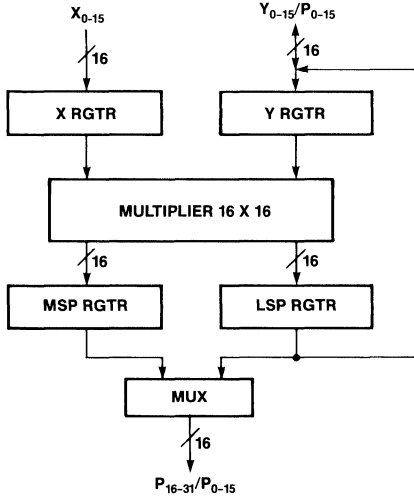 X0-15
Y0-15/P0-15
16
16
X RGTR
Y RGTR
MULTIPLIER 16 X 16
16
16
MSP RGTR
LSP RGTR
MUX
16
P16-31/P0-15